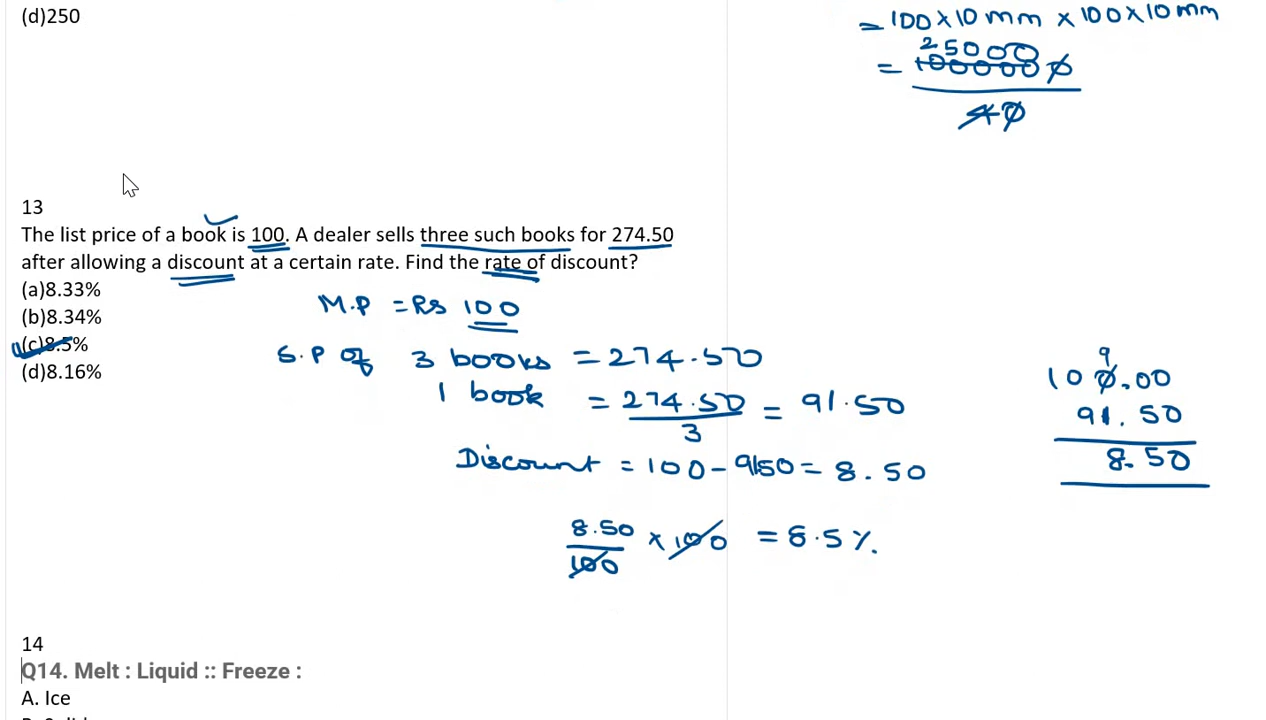 (d)250
= 100 x 10 mm x 100 x 10 mm
25000
= 1000000
40
13
The list price of a book is 100. A dealer sells three such books for 274.50
after allowing a discount at a certain rate. Find the rate of discount?
(a)8.33%
M.P = Rs 100
(b)8.34%
(c)8.5%
S.P of 3 books = 274.50
(d)8.16%
1 book = 274.50 = 91.50
3
9
100.00
91.50
8.50
Discount = 100 - 9150 = 8.50
8.50 x 100 = 8.5%.
100
14
Q14. Melt : Liquid :: Freeze :
A. Ice